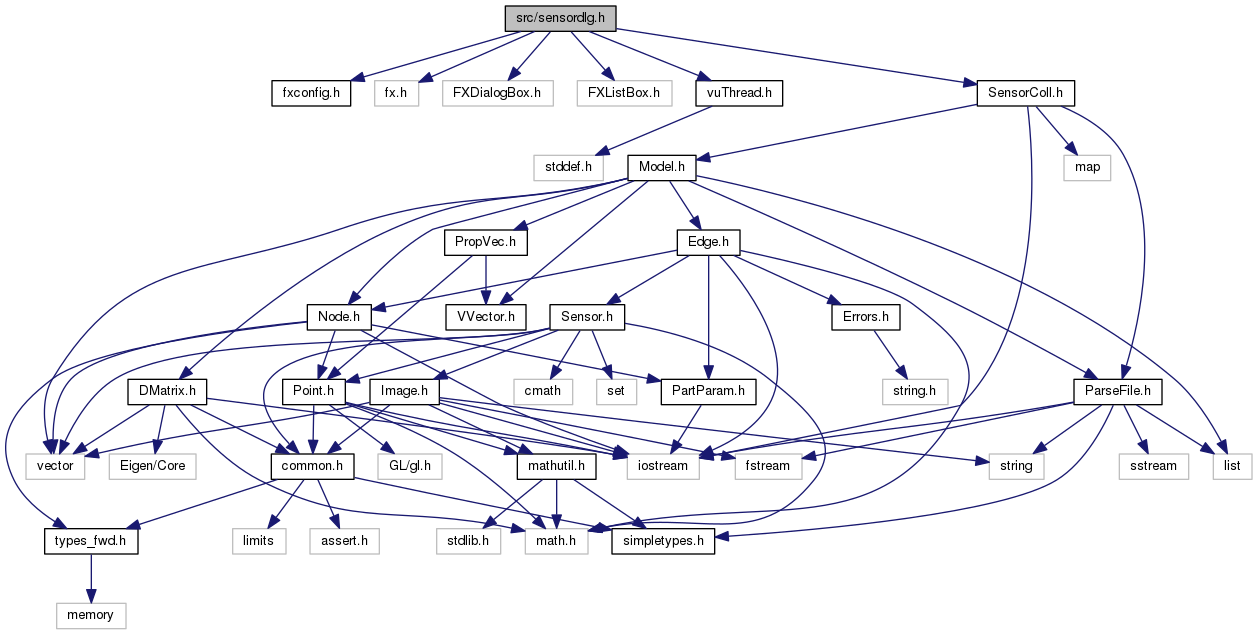 src/sensordlg.h
fxconfig.h
fx.h
FXDialogBox.h
FXListBox.h
vuThread.h
SensorColl.h
stddef.h
Model.h
map
PropVec.h
Edge.h
Node.h
VVector.h
Sensor.h
Errors.h
DMatrix.h
Point.h
Image.h
cmath
set
PartParam.h
string.h
ParseFile.h
vector
Eigen/Core
common.h
GL/gl.h
mathutil.h
iostream
fstream
string
sstream
list
types_fwd.h
limits
assert.h
stdlib.h
math.h
simpletypes.h
memory